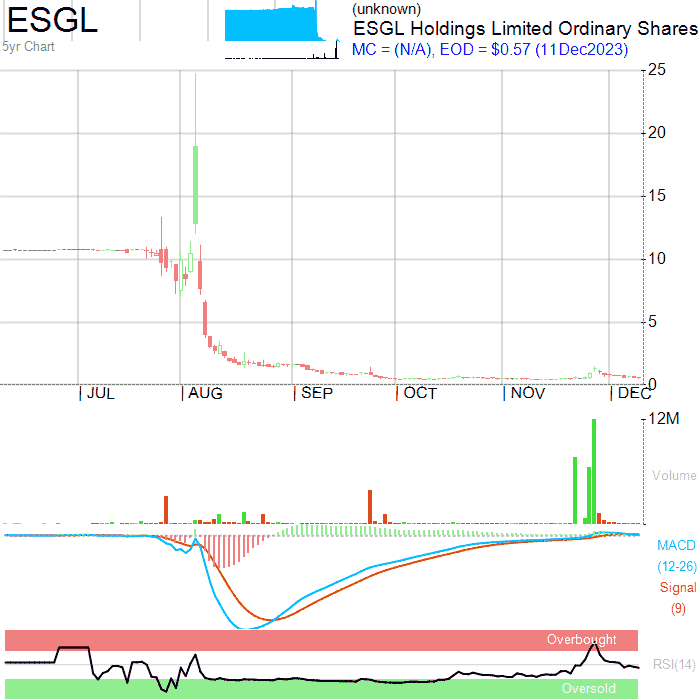 ESGL
5yr Chart
(unknown)
ESGL Holdings Limited Ordinary Shares
MC = (N/A), EOD = $0.57 (11Dec2023)
25
20
15
10
5
0
JUL
AUG
SEP
OCT
NOV
DEC
12M
Volume
MACD
(12-26)
Signal
(9)
Overbought
RSI(14)
Oversold